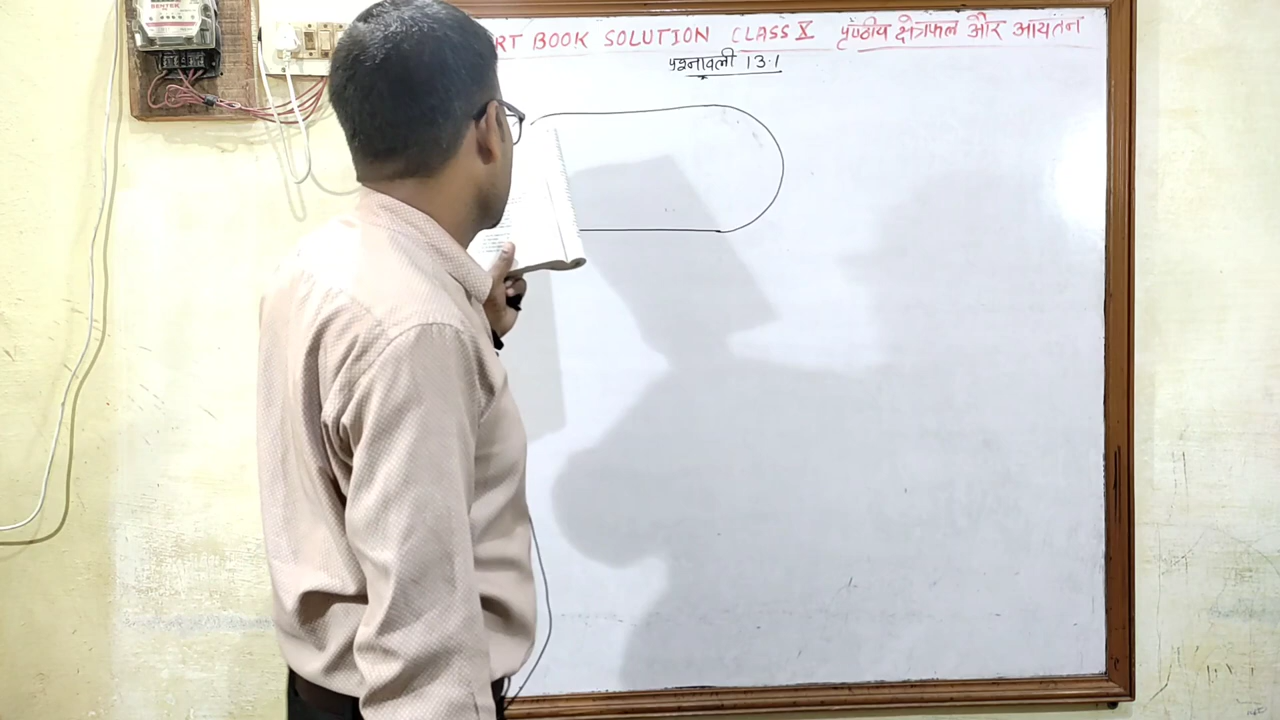 RT BOOK SOLUTION CLASS X पृष्ठीय क्षेत्रफल और आयतन
प्रश्नावली 13.1